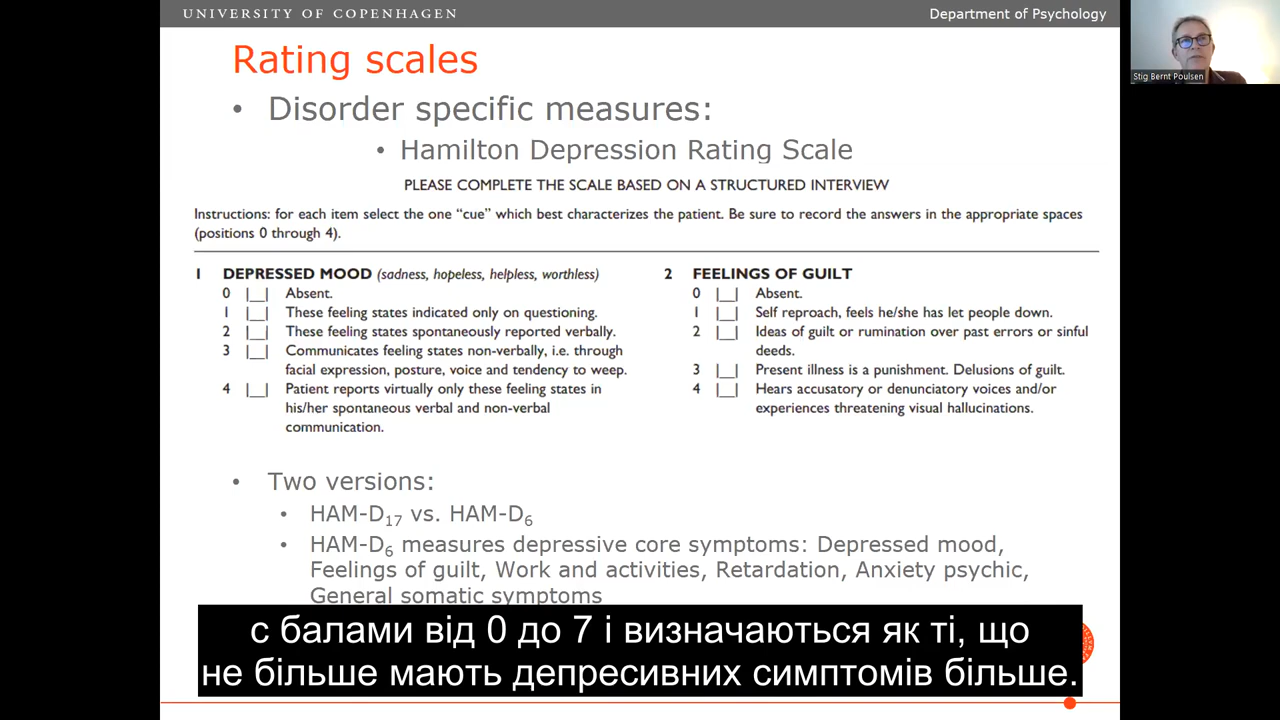 UNIVERSITY OF COPENHAGEN
Department of Psychology
Stig Bernt Poulsen
Rating scales
• Disorder specific measures:
• Hamilton Depression Rating Scale
PLEASE COMPLETE THE SCALE BASED ON A STRUCTURED INTERVIEW
Instructions: for each item select the one “cue” which best characterizes the patient. Be sure to record the answers in the appropriate spaces
(positions 0 through 4).
1 DEPRESSED MOOD (sadness, hopeless, helpless, worthless)
0 |__| Absent.
1 |__| These feeling states indicated only on questioning.
2 |__| These feeling states spontaneously reported verbally.
3 |__| Communicates feeling states non-verbally, i.e. through
facial expression, posture, voice and tendency to weep.
4 |__| Patient reports virtually only these feeling states in
his/her spontaneous verbal and non-verbal
communication.
2 FEELINGS OF GUILT
0 |__| Absent.
1 |__| Self reproach, feels he/she has let people down.
2 |__| Ideas of guilt or rumination over past errors or sinful
deeds.
3 |__| Present illness is a punishment. Delusions of guilt.
4 |__| Hears accusatory or denunciatory voices and/or
experiences threatening visual hallucinations.
• Two versions:
• HAM-D17 vs. HAM-D6
• HAM-D6 measures depressive core symptoms: Depressed mood,
Feelings of guilt, Work and activities, Retardation, Anxiety psychic,
General somatic symptoms
с балами від 0 до 7 і визначаються як ті, що
не більше мають депресивних симптомів більше.